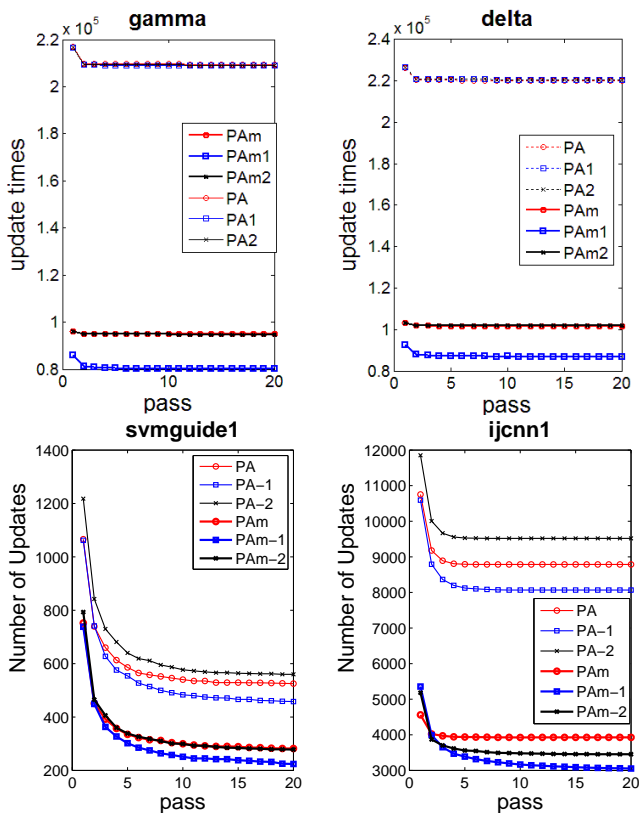 gamma
x 10^5
2.2
2
1.8
1.6
1.4
1.2
1
0.8
0
10
20
update times
pass
PAm
PAm1
PAm2
PA
PA1
PA2
delta
x 10^5
2.4
2.2
2
1.8
1.6
1.4
1.2
1
0.8
0
5
10
15
20
update times
pass
PA
PA1
PA2
PAm
PAm1
PAm2
svmguide1
1400
1200
1000
800
600
400
200
0
5
10
15
20
Number of Updates
pass
PA
PA−1
PA−2
PAm
PAm−1
PAm−2
ijcnn1
12000
11000
10000
9000
8000
7000
6000
5000
4000
3000
0
5
10
15
20
Number of Updates
pass
PA
PA−1
PA−2
PAm
PAm−1
PAm−2